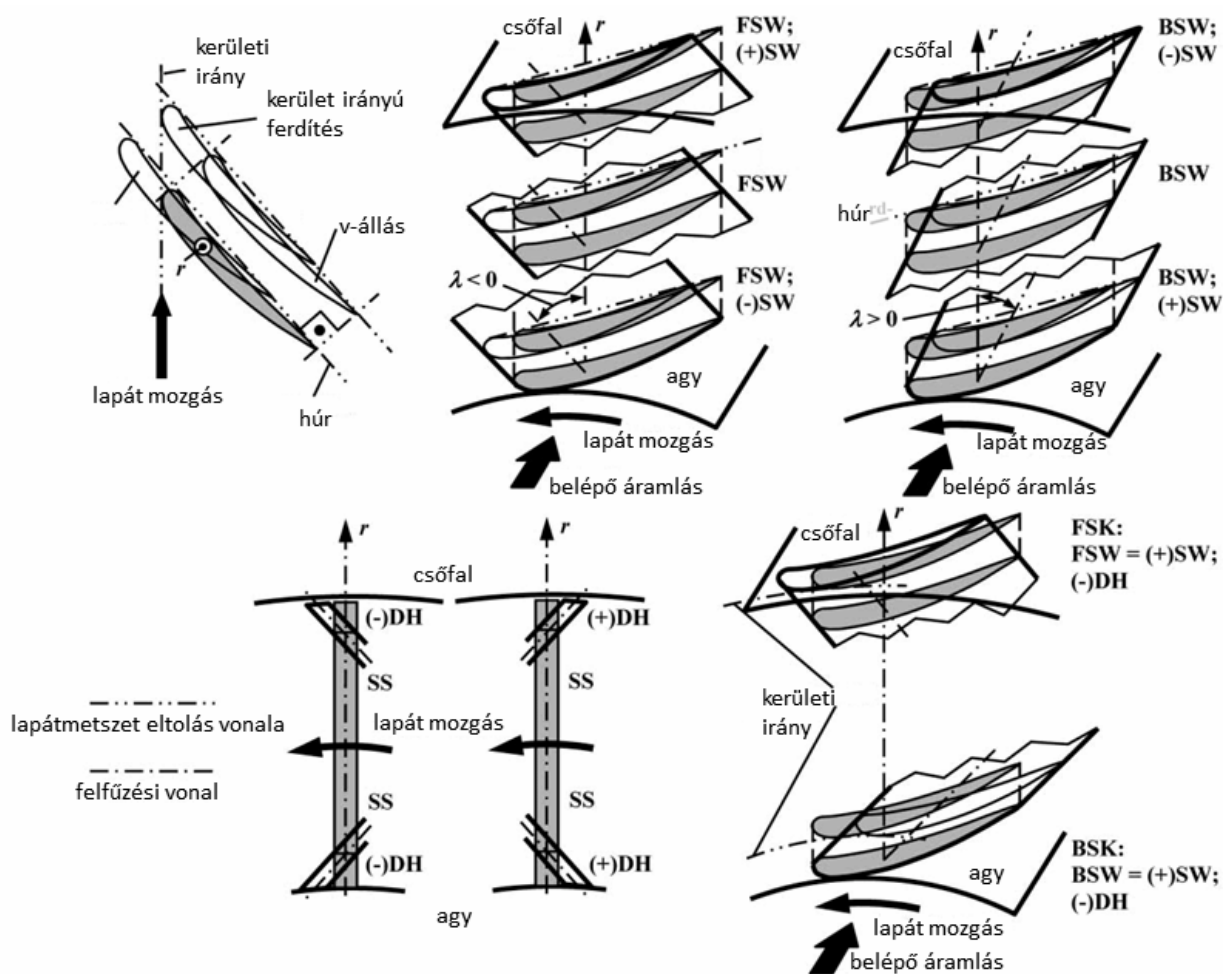 kerületi
irány
kerület irányú
ferdítés
v-állás
r
lapát mozgás
húr
csőfal
r
FSW;
(+)SW
FSW
λ < 0
FSW;
(-)SW
agy
lapát mozgás
belépő áramlás
csőfal
r
BSW;
(-)SW
BSW
húr
rd-
λ > 0
BSW;
(+)SW
agy
lapát mozgás
belépő áramlás
r
r
csőfal
(-)DH
(+)DH
SS
SS
lapátmetszet eltolás vonala
lapát mozgás
felfűzési vonal
SS
SS
(-)DH
(+)DH
agy
csőfal
r
FSK:
FSW = (+)SW;
(-)DH
kerületi
irány
agy
BSK:
BSW = (+)SW;
(-)DH
lapát mozgás
belépő áramlás